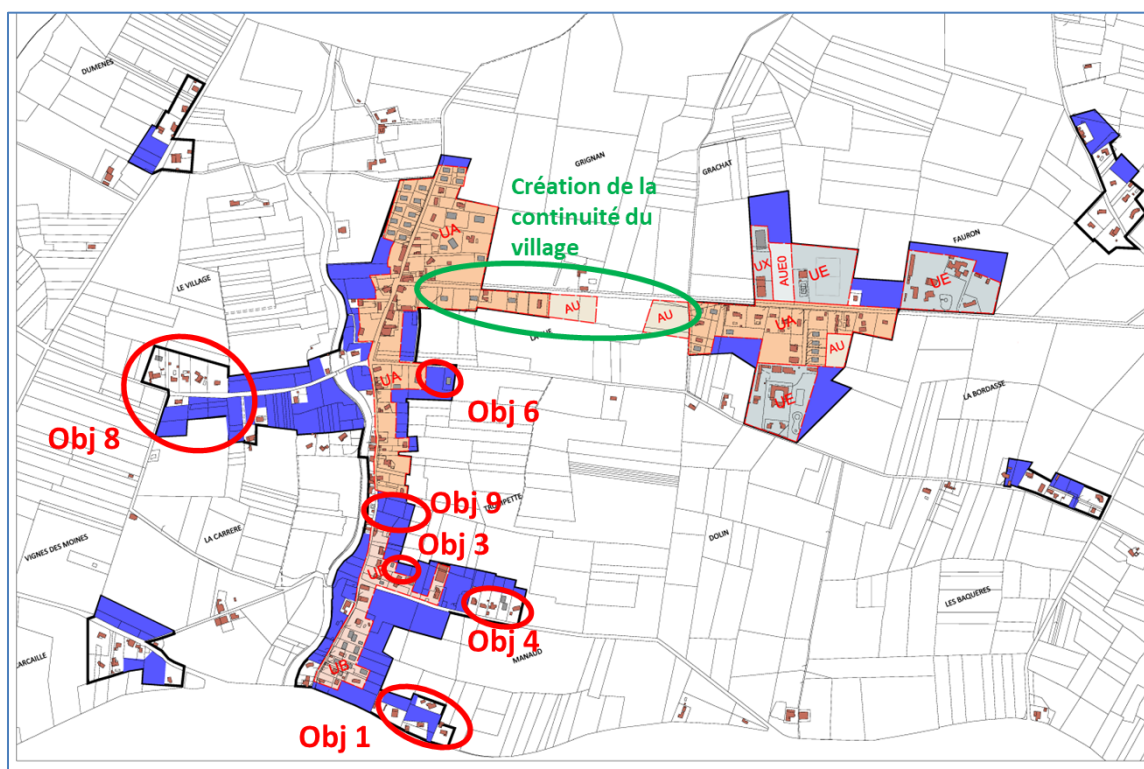 DUMENES
GRIGNAN
GRACHAT
Création de la
continuité du
village
UA
FAURON
UX
AUE0
UE
UE
LE VILLAGE
AU
AU
UA
AU
UA
Obj 6
UE
LA BORDASSE
Obj 8
Obj 9
TROMPETTE
Obj 3
DOLIN
LA CARRERE
VIGNES DES MOINES
LES BAQUÈRES
Obj 4
MANAUD
UB
Obj 1